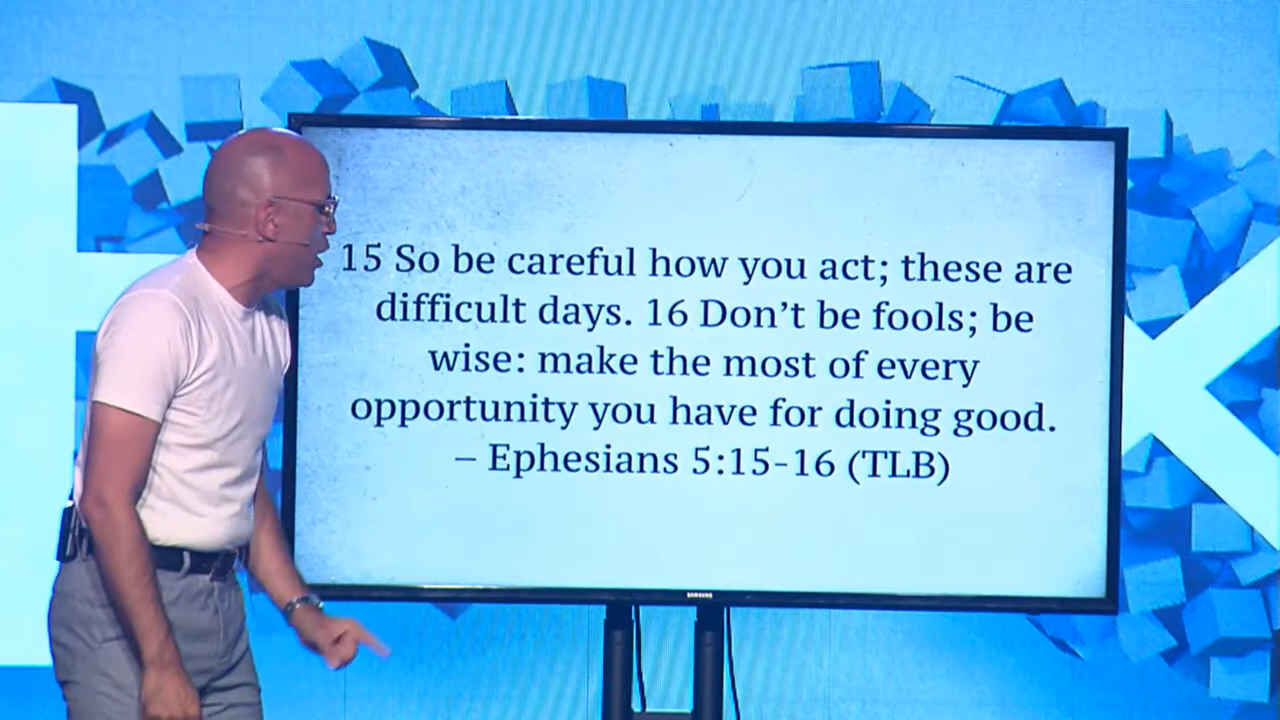 15 So be careful how you act; these are
difficult days. 16 Don’t be fools; be
wise: make the most of every
opportunity you have for doing good.
– Ephesians 5:15-16 (TLB)
SAMSUNG